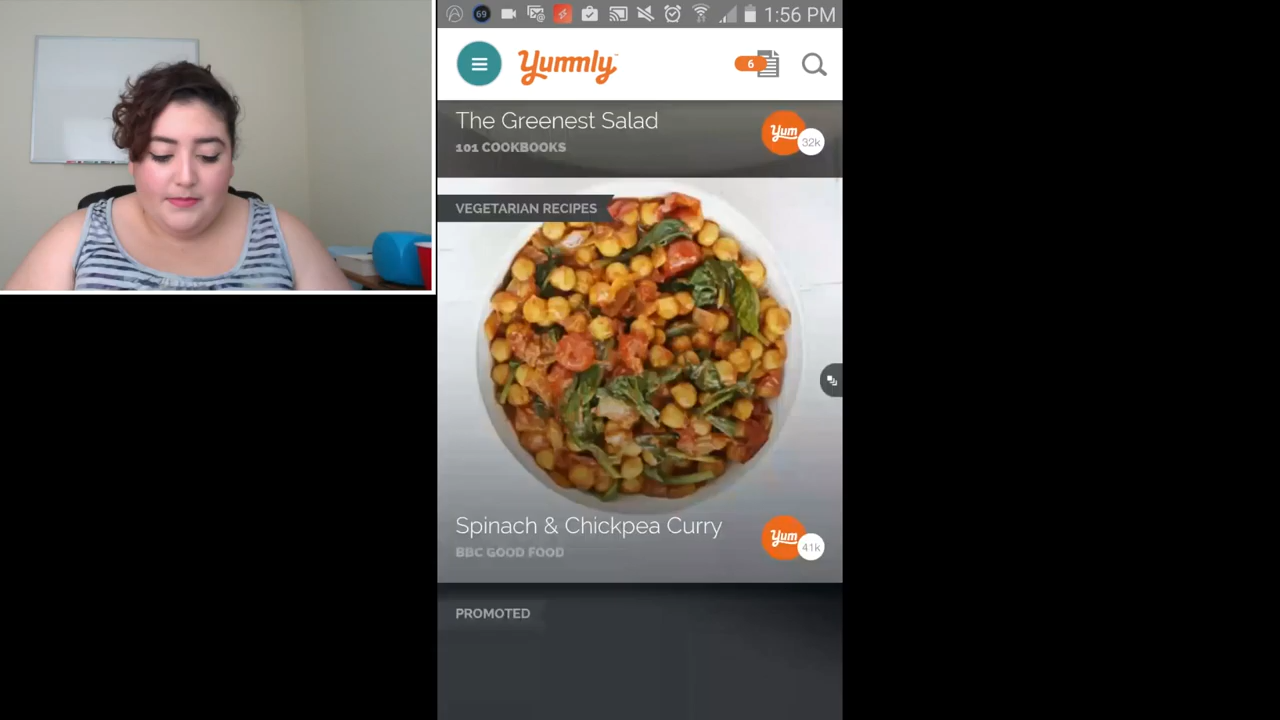 69
1:56 PM
Yummly
6
The Greenest Salad
101 COOKBOOKS
Yum
32k
VEGETARIAN RECIPES
Spinach & Chickpea Curry
BBC GOOD FOOD
Yum
41k
PROMOTED